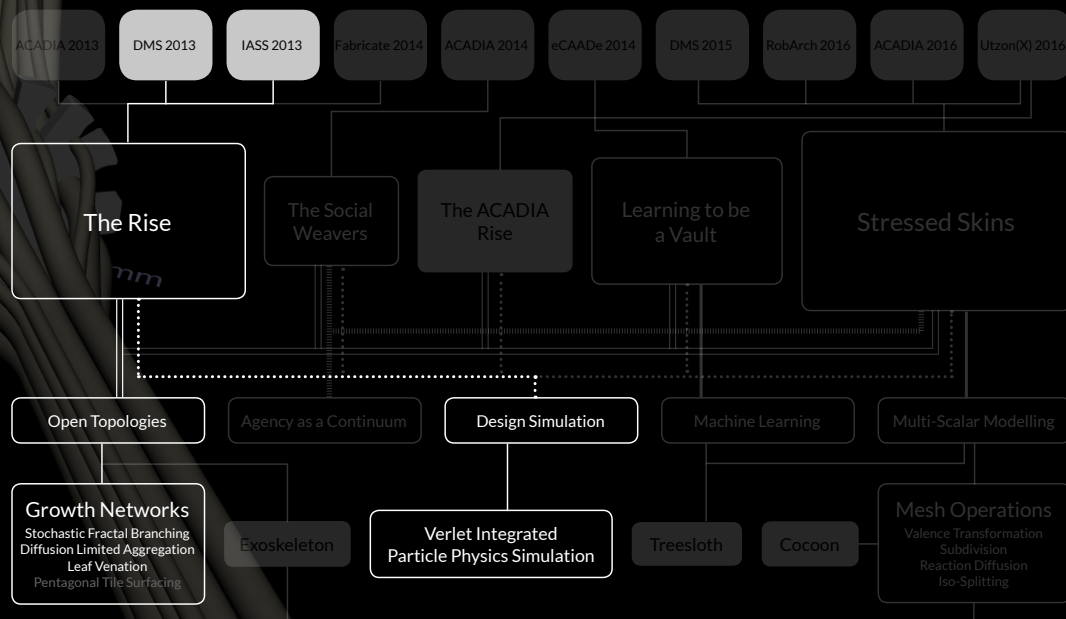 ACADIA 2013
DMS 2013
IASS 2013
Fabricate 2014
ACADIA 2014
eCAADe 2014
DMS 2015
RobArch 2016
ACADIA 2016
Utzon(X) 2016
The Rise
mm
The Social
Weavers
The ACADIA
Rise
Learning to be
a Vault
Stressed Skins
Open Topologies
Agency as a Continuum
Design Simulation
Machine Learning
Multi-Scalar Modelling
Growth Networks
Stochastic Fractal Branching
Diffusion Limited Aggregation
Leaf Venation
Pentagonal Tile Surfacing
Exoskeleton
Verlet Integrated
Particle Physics Simulation
Treesloth
Cocoon
Mesh Operations
Valence Transformation
Subdivision
Reaction Diffusion
Iso-Splitting